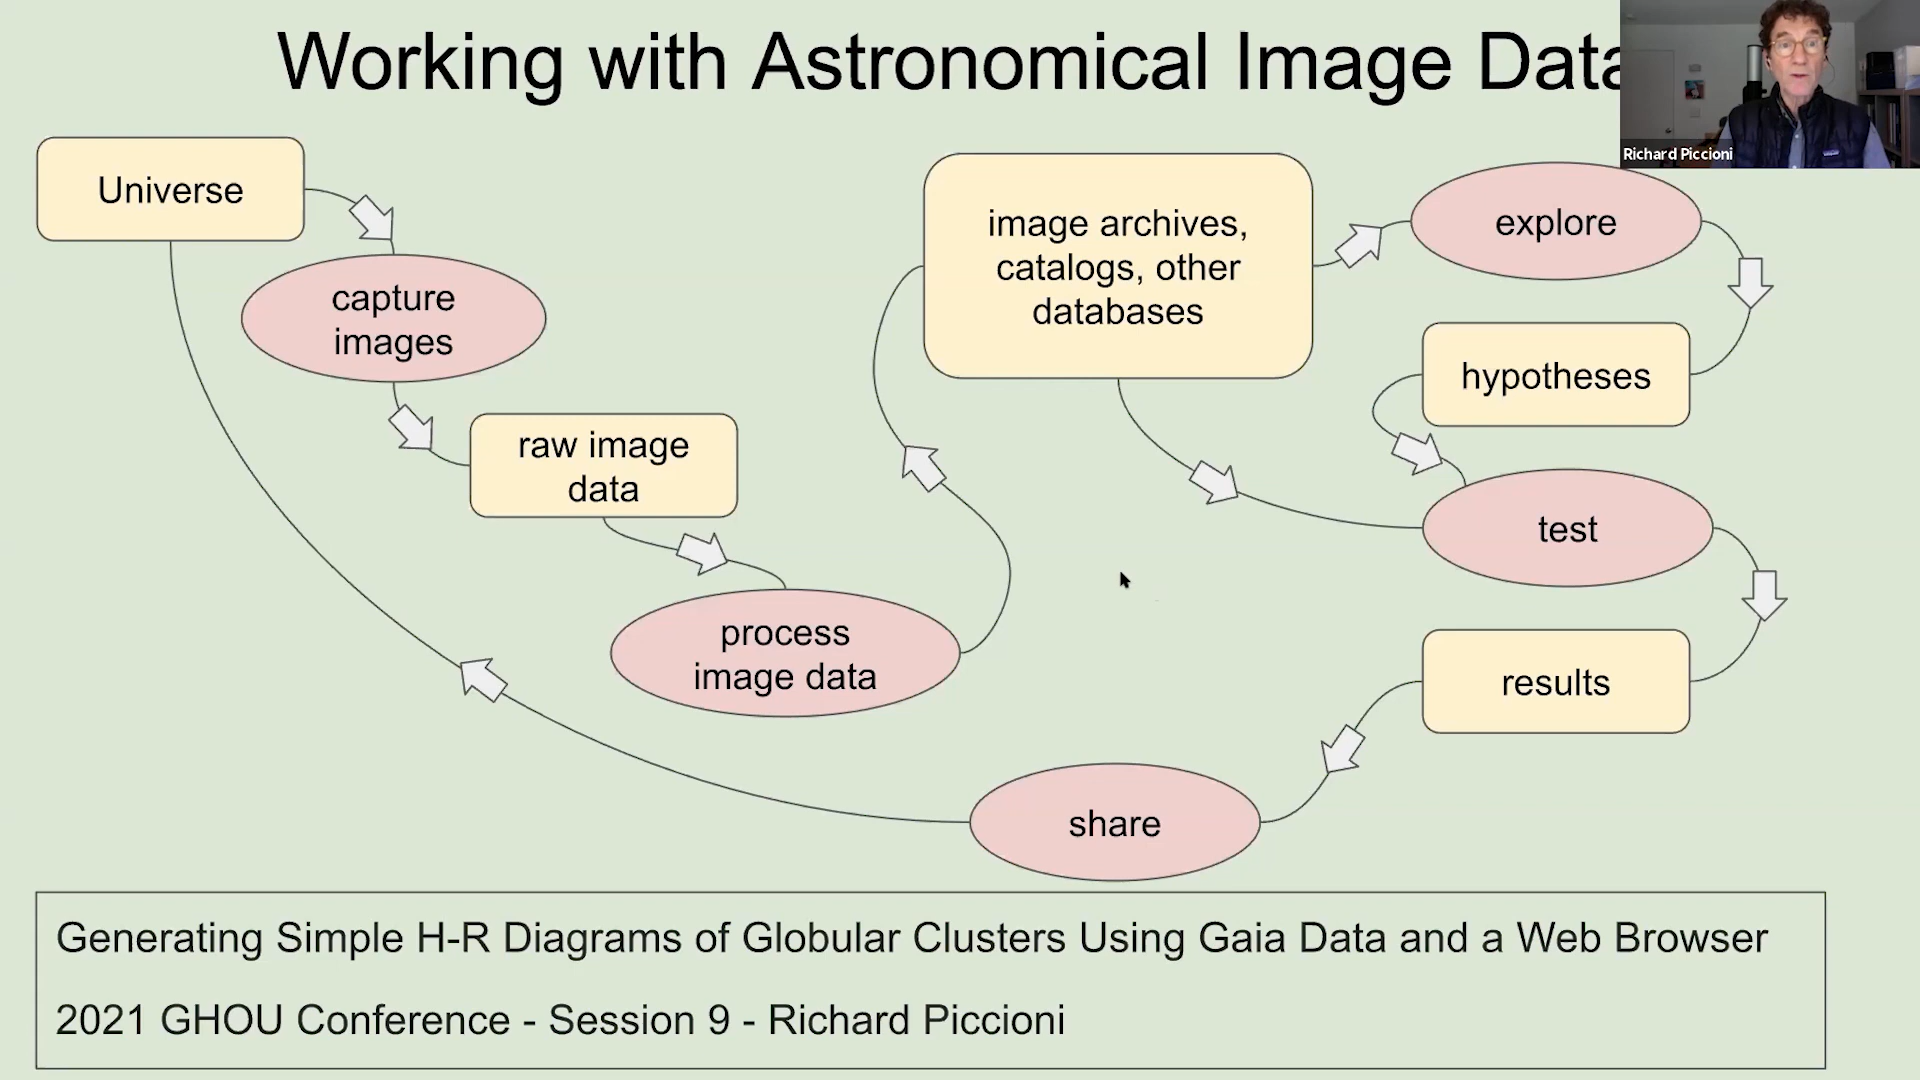 Working with Astronomical Image Data
Richard Piccioni
Universe
capture
images
raw image
data
process
image data
image archives,
catalogs, other
databases
explore
hypotheses
test
results
share
Generating Simple H-R Diagrams of Globular Clusters Using Gaia Data and a Web Browser
2021 GHOU Conference - Session 9 - Richard Piccioni